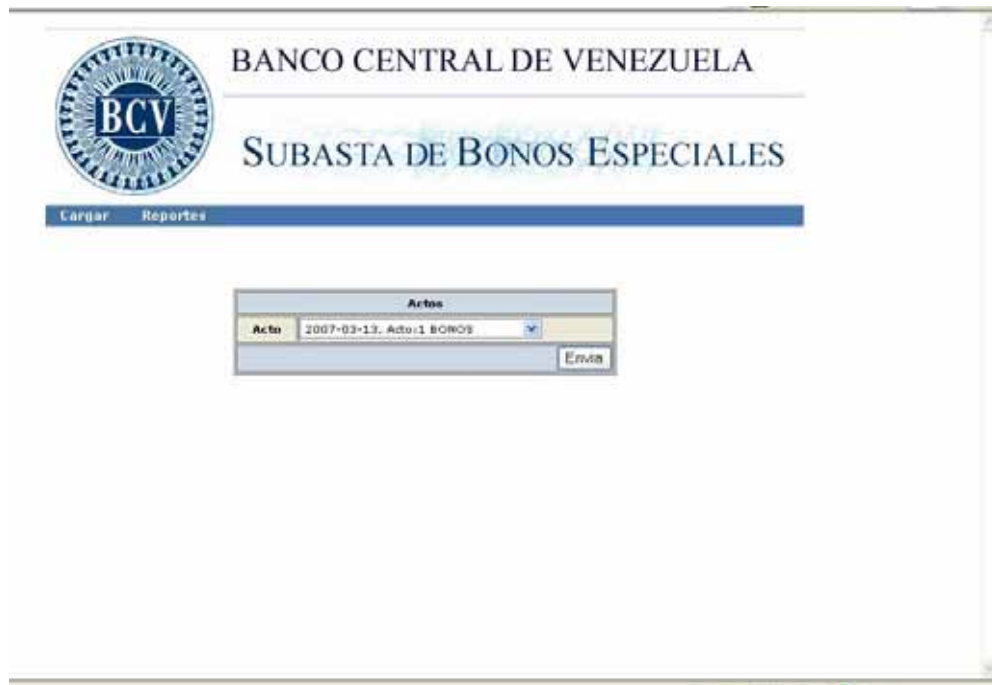 BCV
BANCO CENTRAL DE VENEZUELA
SUBASTA DE BONOS ESPECIALES
Cargar Reportes
Actos
Acto 2007-03-13, Acto:1 BONOS
Envia